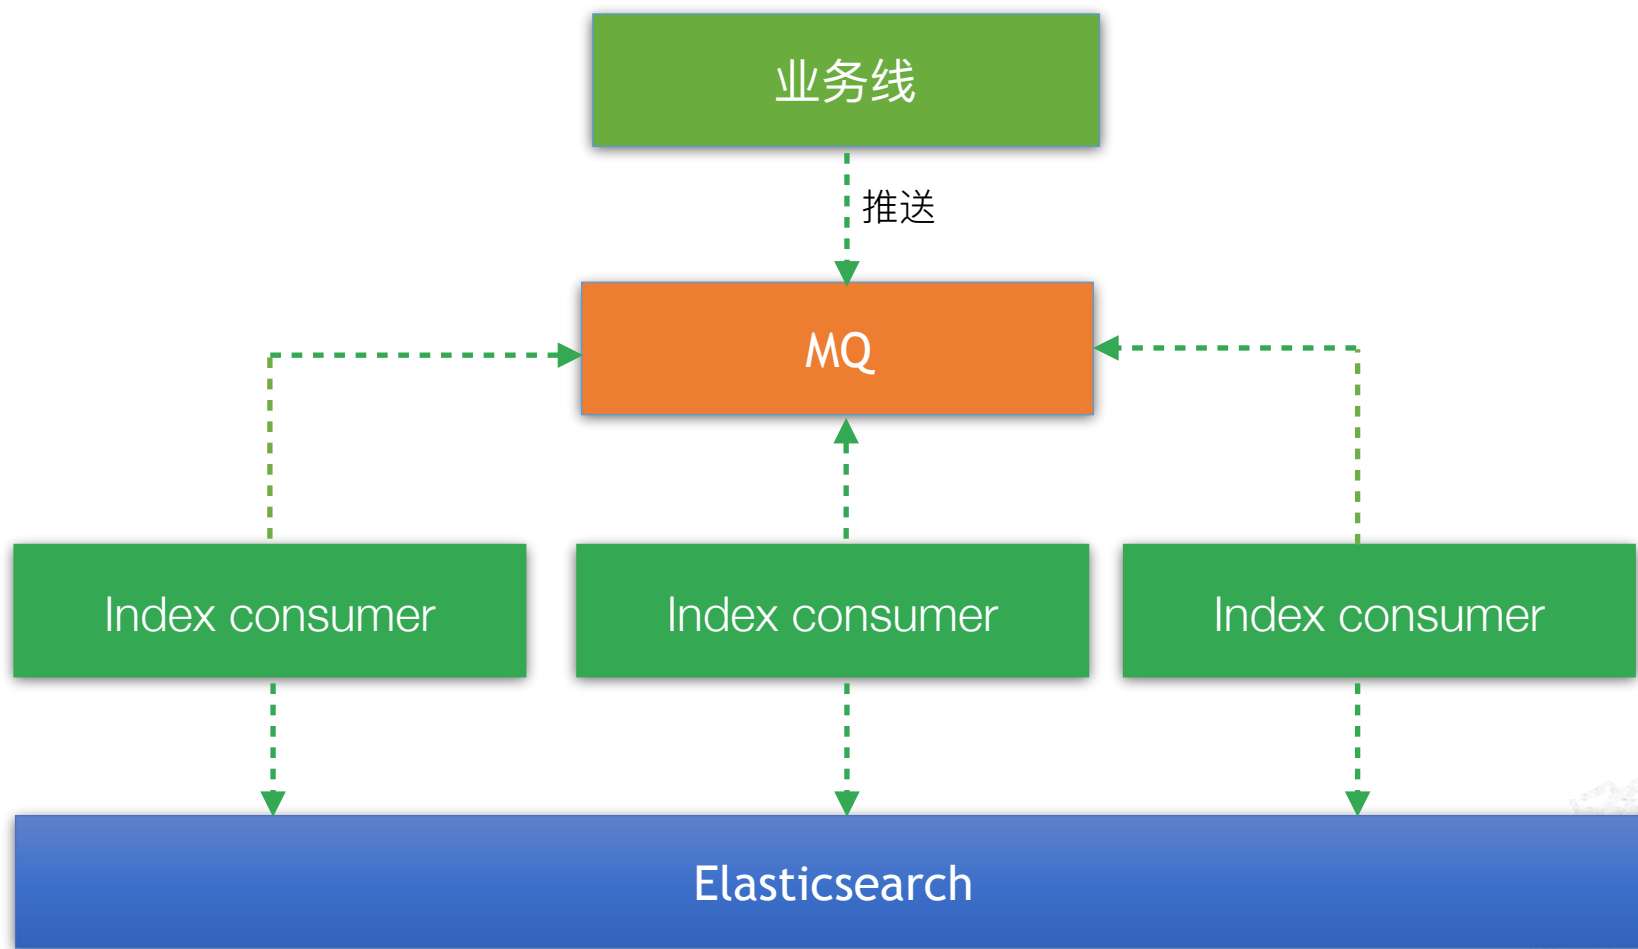 业务线
推送
MQ
Index consumer
Index consumer
Index consumer
Elasticsearch